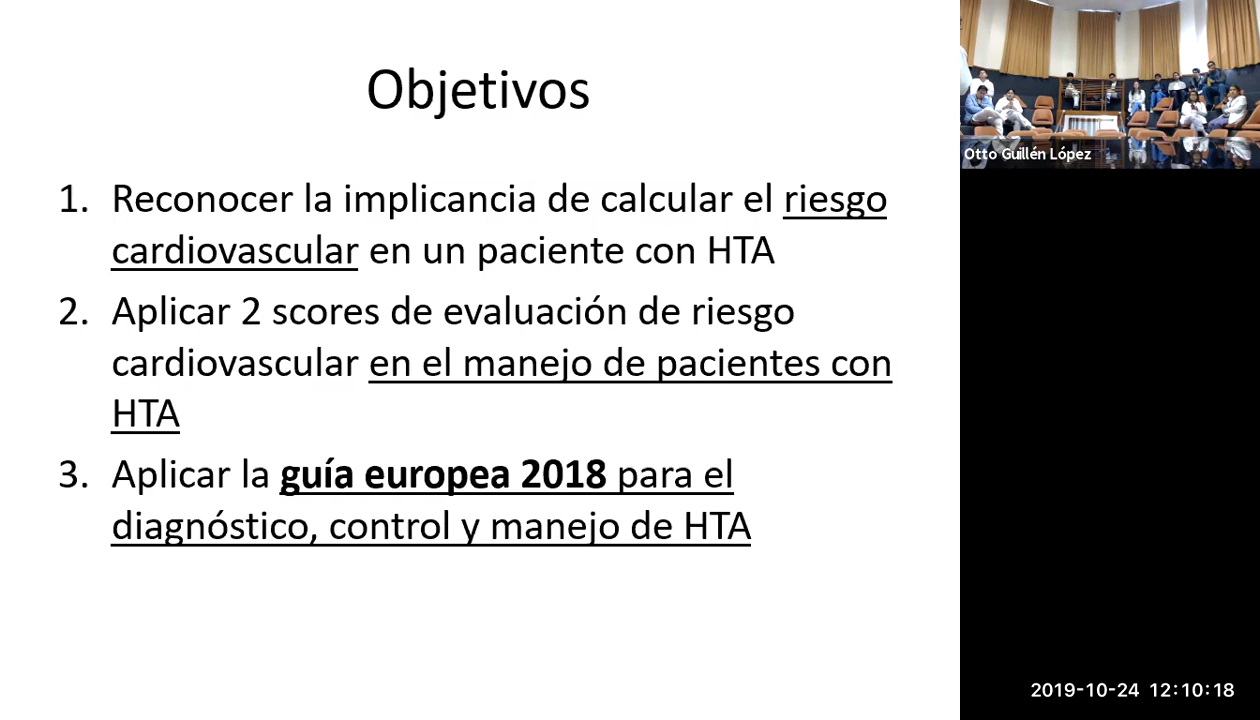 Objetivos
1. Reconocer la implicancia de calcular el riesgo
cardiovascular en un paciente con HTA
2. Aplicar 2 scores de evaluación de riesgo
cardiovascular en el manejo de pacientes con
HTA
3. Aplicar la guía europea 2018 para el
diagnóstico, control y manejo de HTA
Otto Guillén López
2019-10-24 12:10:18